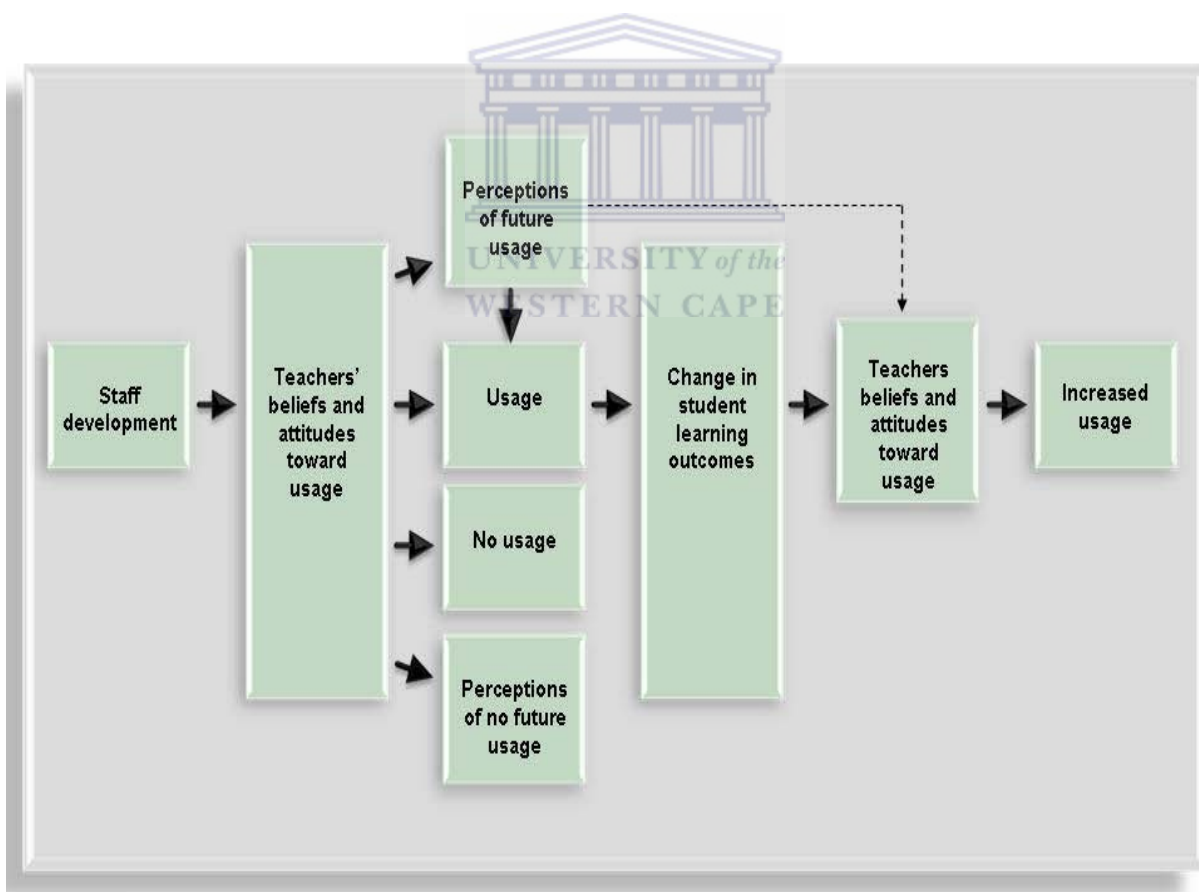 Perceptions
of future
usage
UNIVERSITY of the
WESTERN CAPE
Staff
development
Teachers'
beliefs and
attitudes
toward
usage
Usage
No usage
Perceptions
of no future
usage
Change in
student
learning
outcomes
Teachers
beliefs and
attitudes
toward
usage
Increased
usage